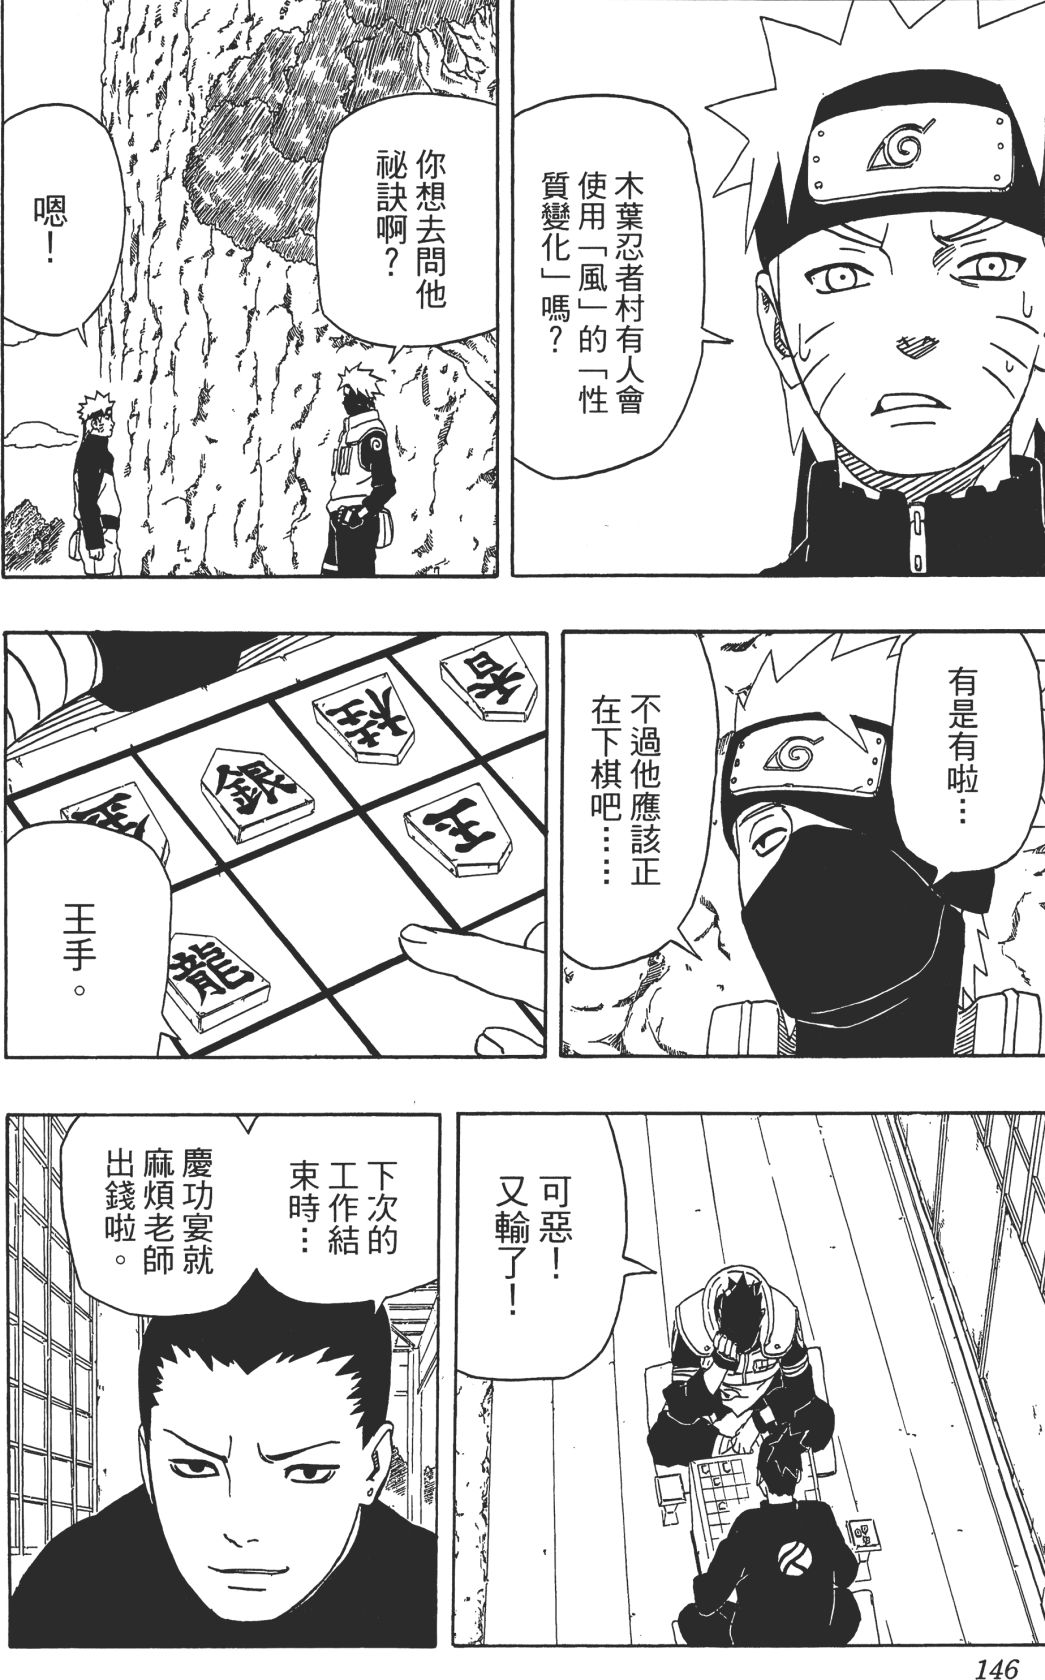 木葉忍者村有人會
使用「風」的「性
質變化」嗎？
你想去問他
祕訣啊？
嗯！
有是有啦…
不過他應該正
在下棋吧……
香
桂
銀
金
王
龍
王手。
可惡！
又輸了！
下次的
工作結
束時…
慶功宴就
麻煩老師
出錢啦。
146